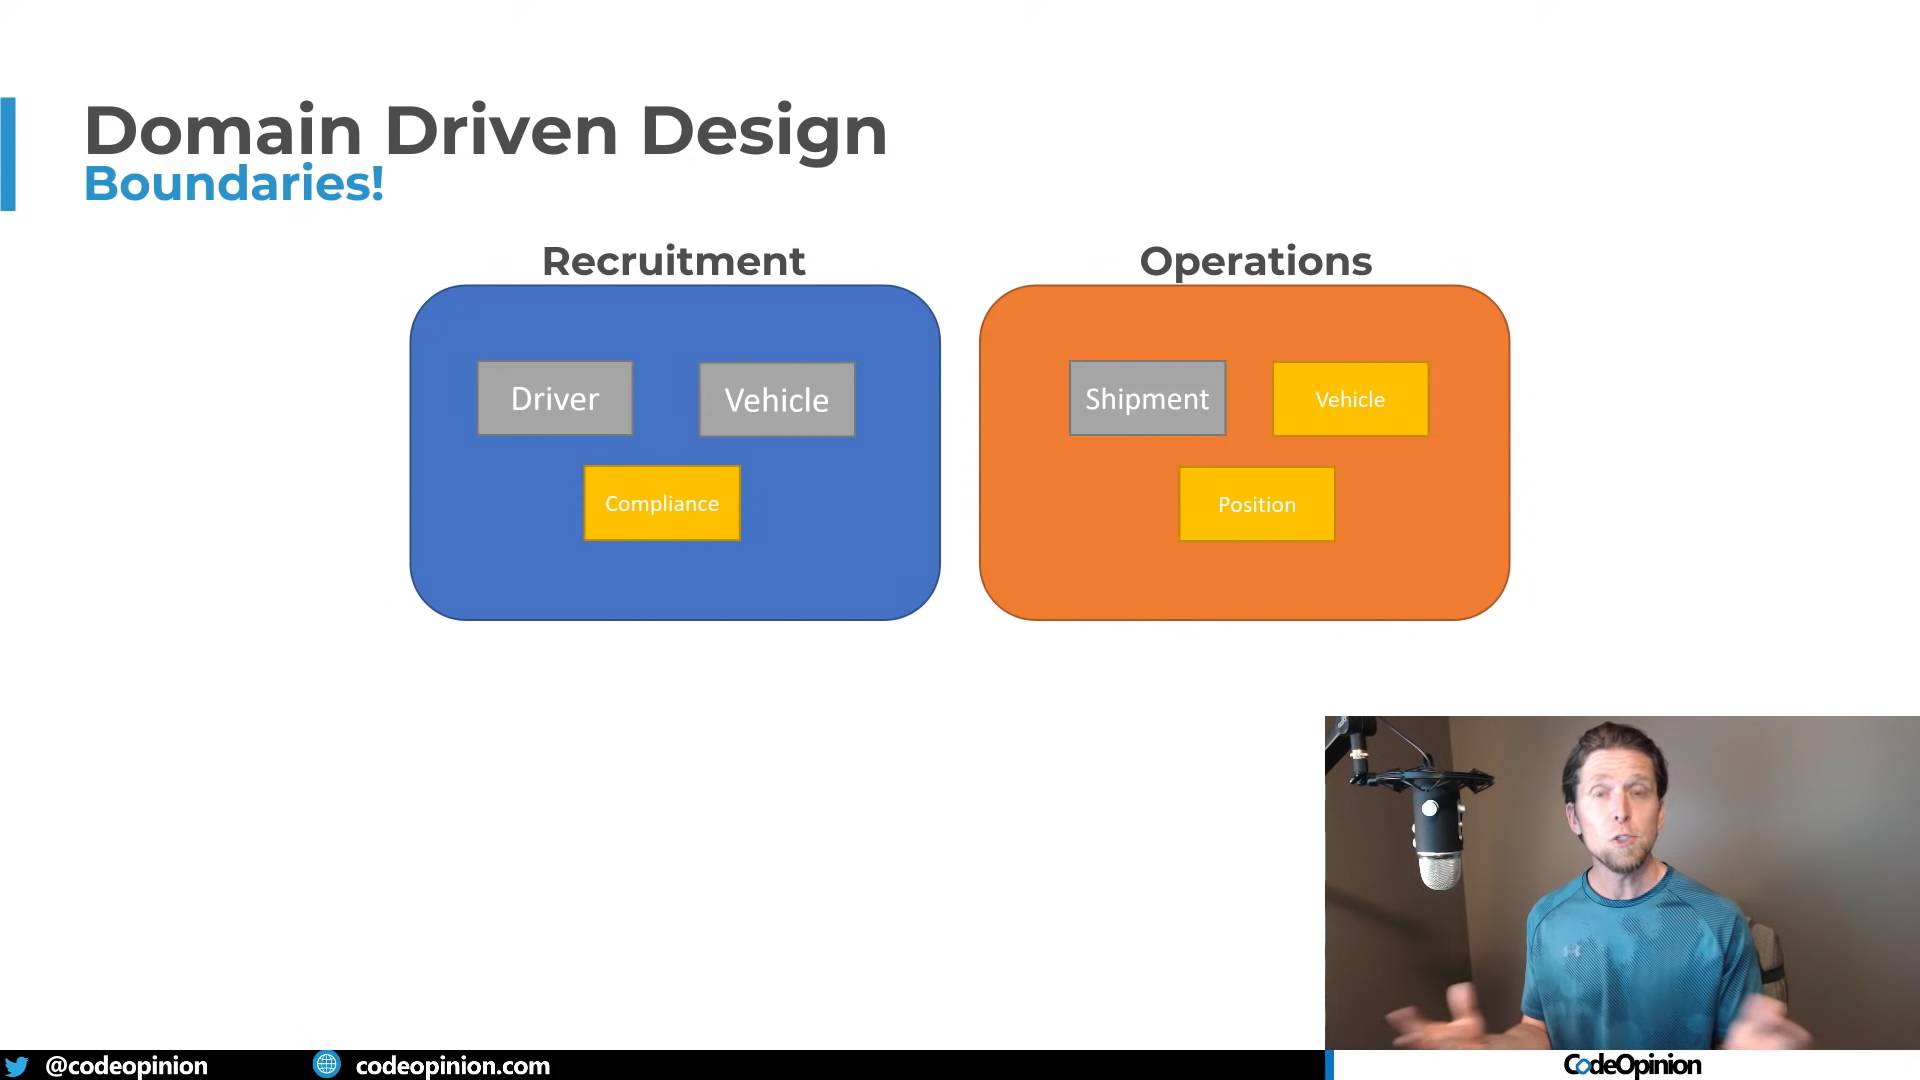 Domain Driven Design
Boundaries!
Recruitment
Operations
Driver
Vehicle
Compliance
Shipment
Vehicle
Position
@codeopinion
codeopinion.com
CodeOpinion